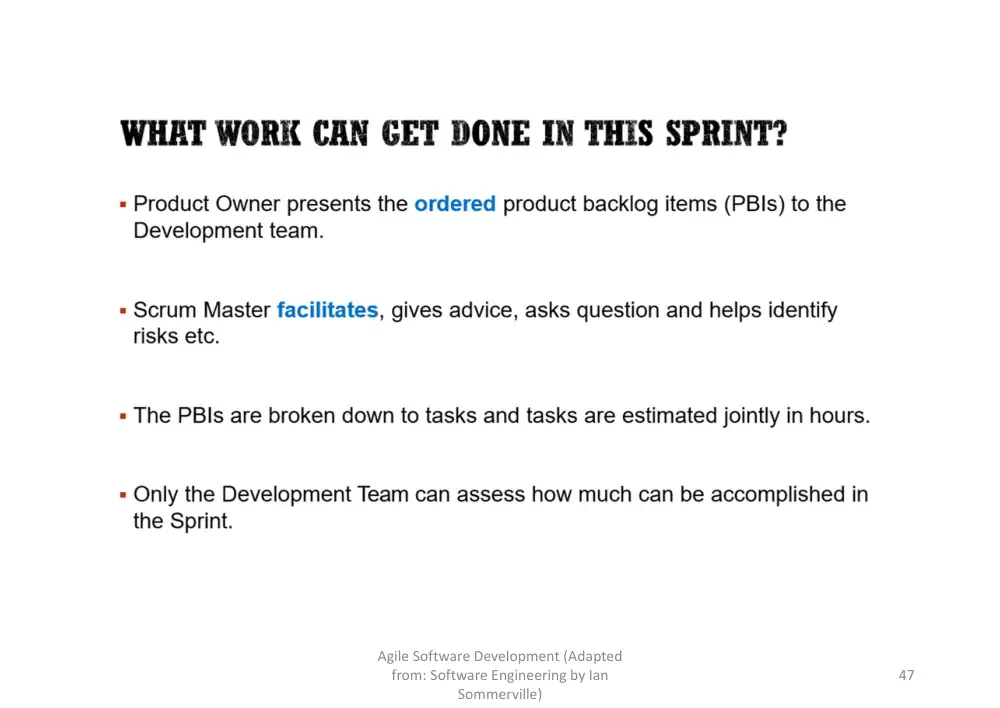 WHAT WORK CAN GET DONE IN THIS SPRINT?
▪ Product Owner presents the ordered product backlog items (PBIs) to the
Development team.
▪ Scrum Master facilitates, gives advice, asks question and helps identify
risks etc.
▪ The PBIs are broken down to tasks and tasks are estimated jointly in hours.
▪ Only the Development Team can assess how much can be accomplished in
the Sprint.
Agile Software Development (Adapted
from: Software Engineering by Ian
Sommerville)
47